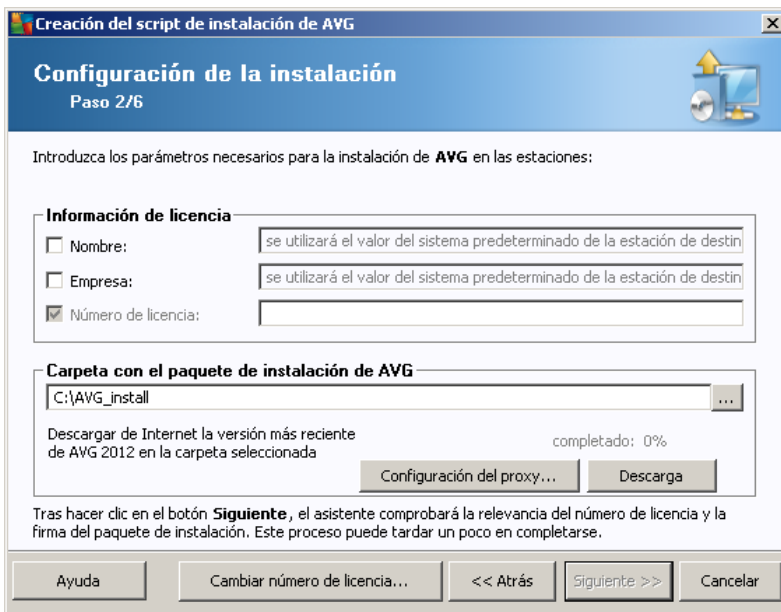 Creación del script de instalación de AVG
Configuración de la instalación
Paso 2/6
Introduzca los parámetros necesarios para la instalación de AVG en las estaciones:
Información de licencia
Nombre:
se utilizará el valor del sistema predeterminado de la estación de destin
Empresa:
se utilizará el valor del sistema predeterminado de la estación de destin
Número de licencia:
Carpeta con el paquete de instalación de AVG
C:\AVG_install
...
Descargar de Internet la versión más reciente
de AVG 2012 en la carpeta seleccionada
completado: 0%
Configuración del proxy...
Descarga
Tras hacer clic en el botón Siguiente, el asistente comprobará la relevancia del número de licencia y la
firma del paquete de instalación. Este proceso puede tardar un poco en completarse.
Ayuda
Cambiar número de licencia...
<< Atrás
Siguiente >>
Cancelar